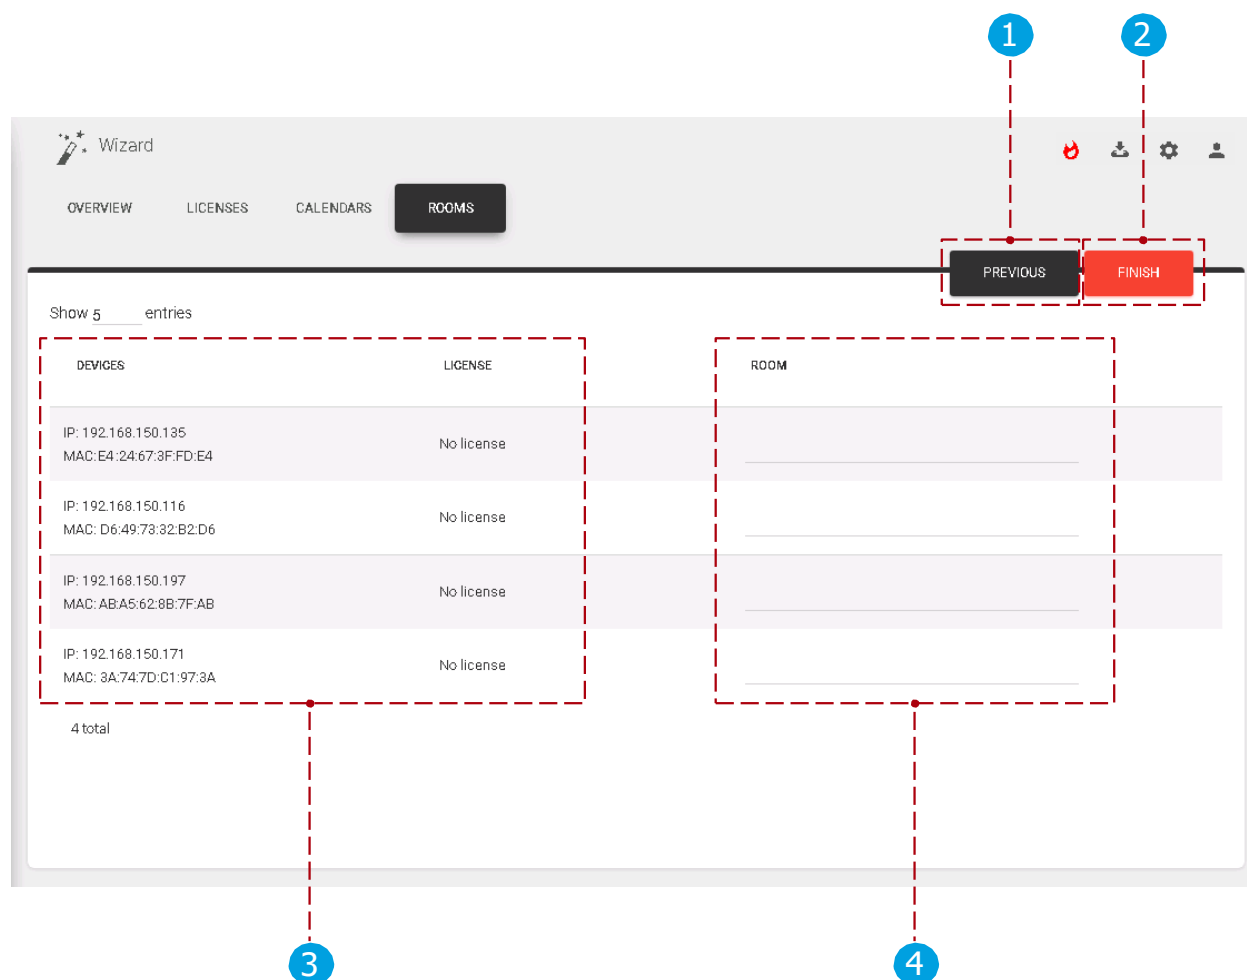 1 2
Wizard
OVERVIEW LICENSES CALENDARS ROOMS
PREVIOUS FINISH
Show 5 entries
DEVICES LICENSE ROOM
IP: 192.168.150.135
MAC:E4:24:67:3F:FD:E4
No license
IP: 192.168.150.116
MAC: D6:49:73:32:B2:D6
No license
IP: 192.168.150.197
MAC: AB:A5:62:8B:7F:AB
No license
IP: 192.168.150.171
MAC: 3A:74:7D:C1:97:3A
No license
4 total
3 4